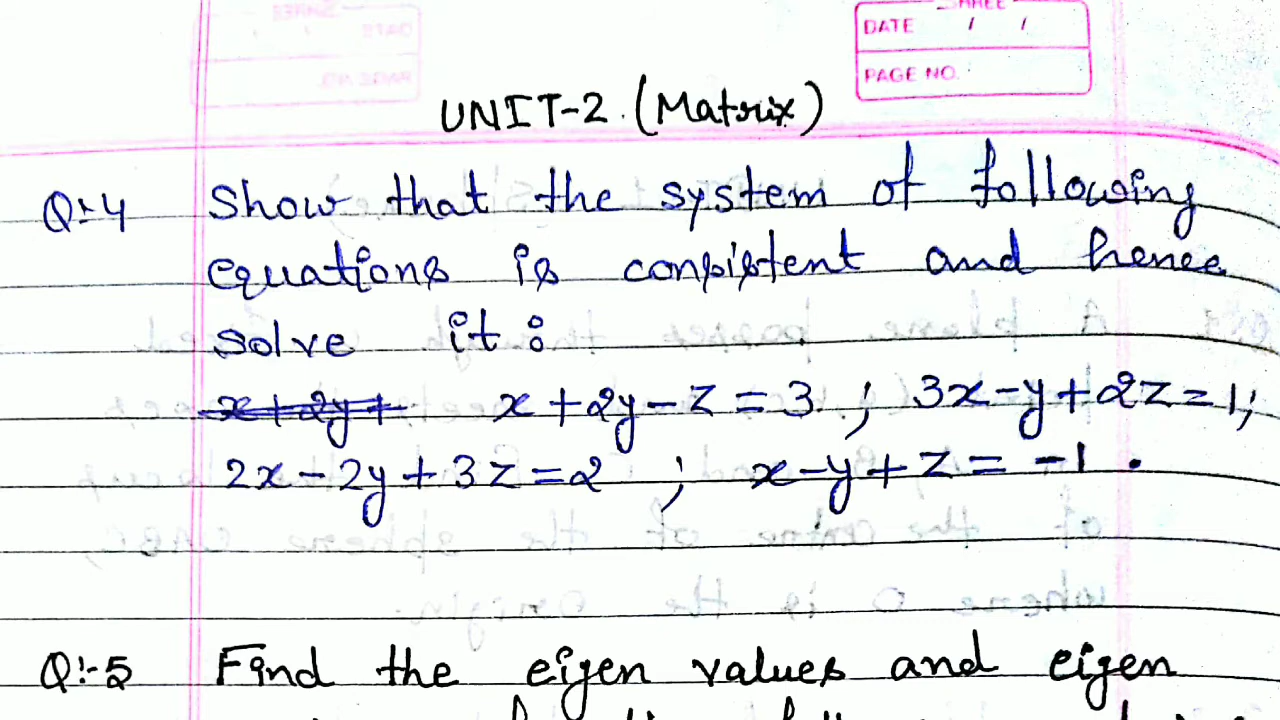 SHREE
DATE / /
PAGE NO.
UNIT-2. (Matrix)
Q:-4 Show that the system of following
equations is consistent and hence
solve it :
x + 2y - z = 3 ; 3x - y + 2z = 1;
2x - 2y + 3z = 2 ; x - y + z = -1 .
Q:-5 Find the eigen values and eigen